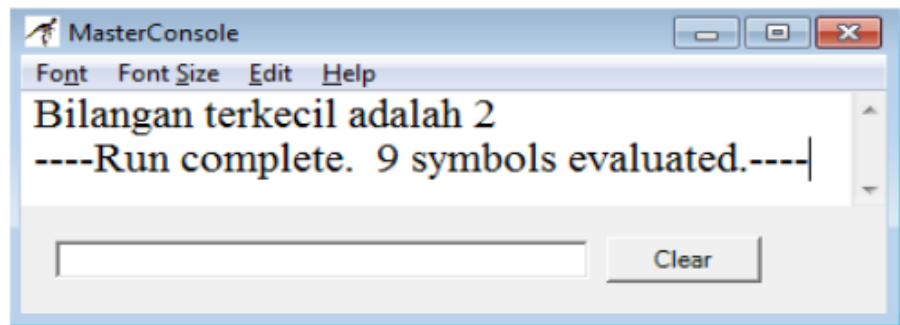 MasterConsole
Font Font Size Edit Help
Bilangan terkecil adalah 2
----Run complete.  9 symbols evaluated.----
Clear